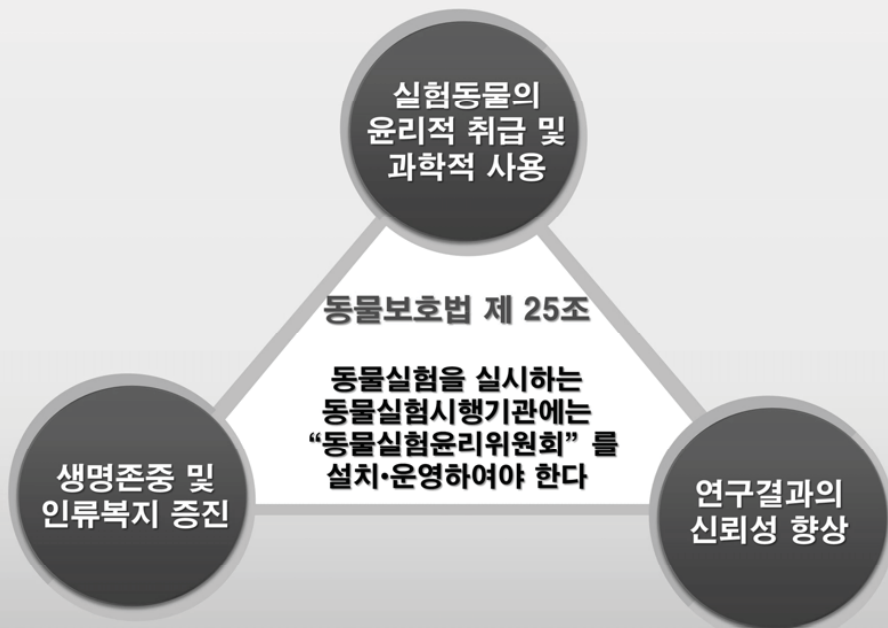 실험동물의
윤리적 취급 및
과학적 사용
동물보호법 제 25조
동물실험을 실시하는
동물실험시행기관에는
“동물실험윤리위원회” 를
설치•운영하여야 한다
생명존중 및
인류복지 증진
연구결과의
신뢰성 향상